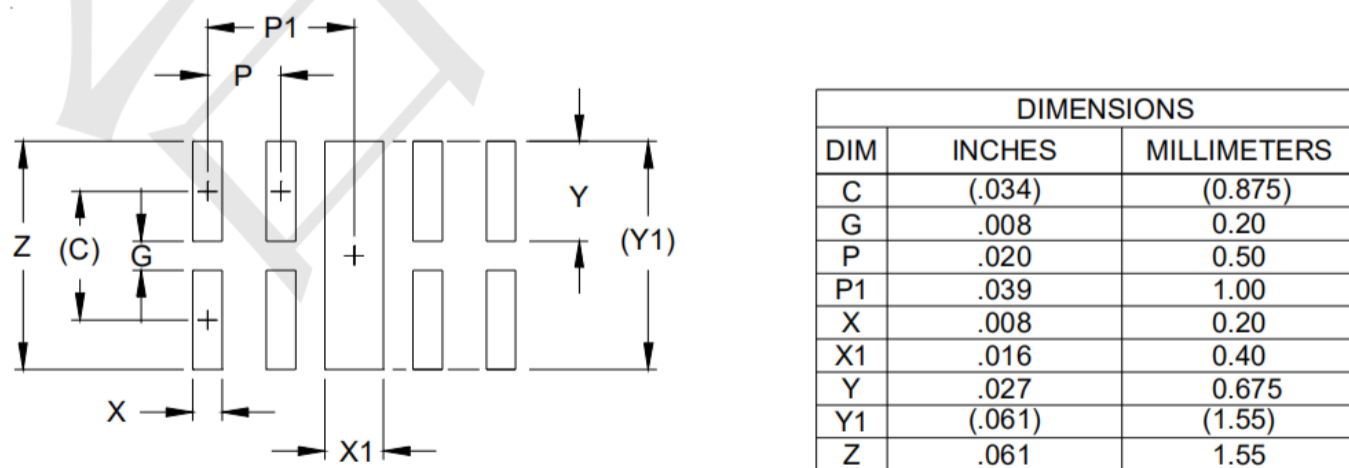 P1
P
Z
(C)
G
Y
(Y1)
X
X1
DIMENSIONS
DIM INCHES MILLIMETERS
C (.034) (0.875)
G .008 0.20
P .020 0.50
P1 .039 1.00
X .008 0.20
X1 .016 0.40
Y .027 0.675
Y1 (.061) (1.55)
Z .061 1.55